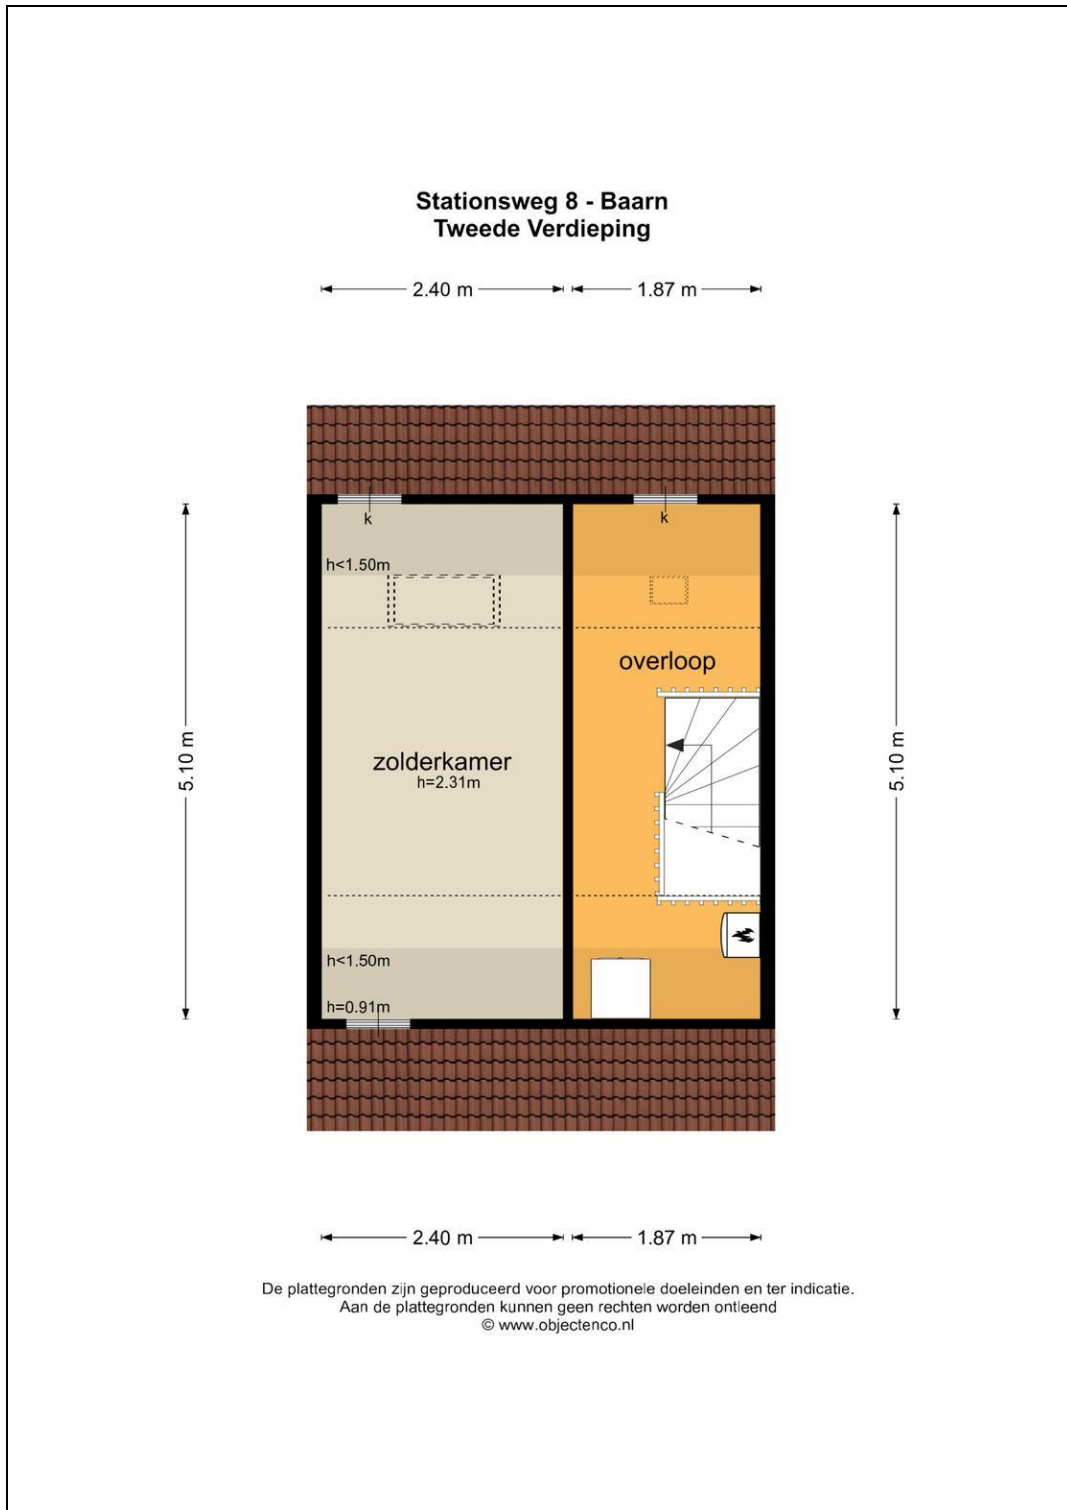 Stationsweg 8 - Baarn
Tweede Verdieping
2.40 m 1.87 m
k k
h<1.50m
overloop
5.10 m 5.10 m
zolderkamer
h=2.31m
h<1.50m
h=0.91m
2.40 m 1.87 m
De plattegronden zijn geproduceerd voor promotionele doeleinden en ter indicatie.
Aan de plattegronden kunnen geen rechten worden ontleend
© www.objectenco.nl